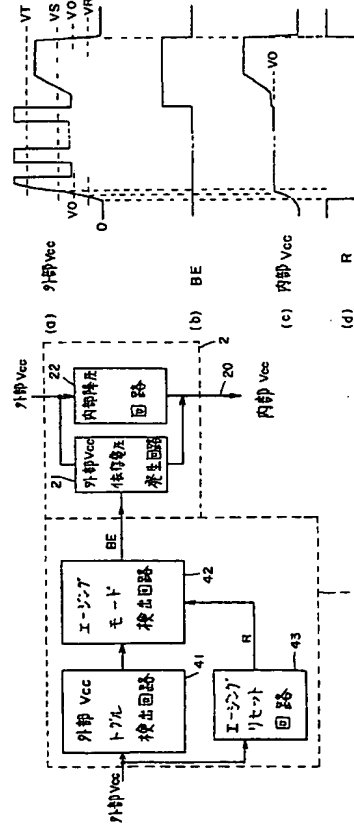 外部Vcc
外部Vcc
トグル
検出回路
41
エージング
モード
検出回路
42
エージング
リセット
回路
43
R
BE
外部Vcc
外部Vcc
依存電圧
発生回路
21
内部降圧
回路
22
2
20
内部Vcc
(a)
外部Vcc
VT
VS
VO
VR
VO
0
(b)
BE
(c)
内部Vcc
VO
(d)
R